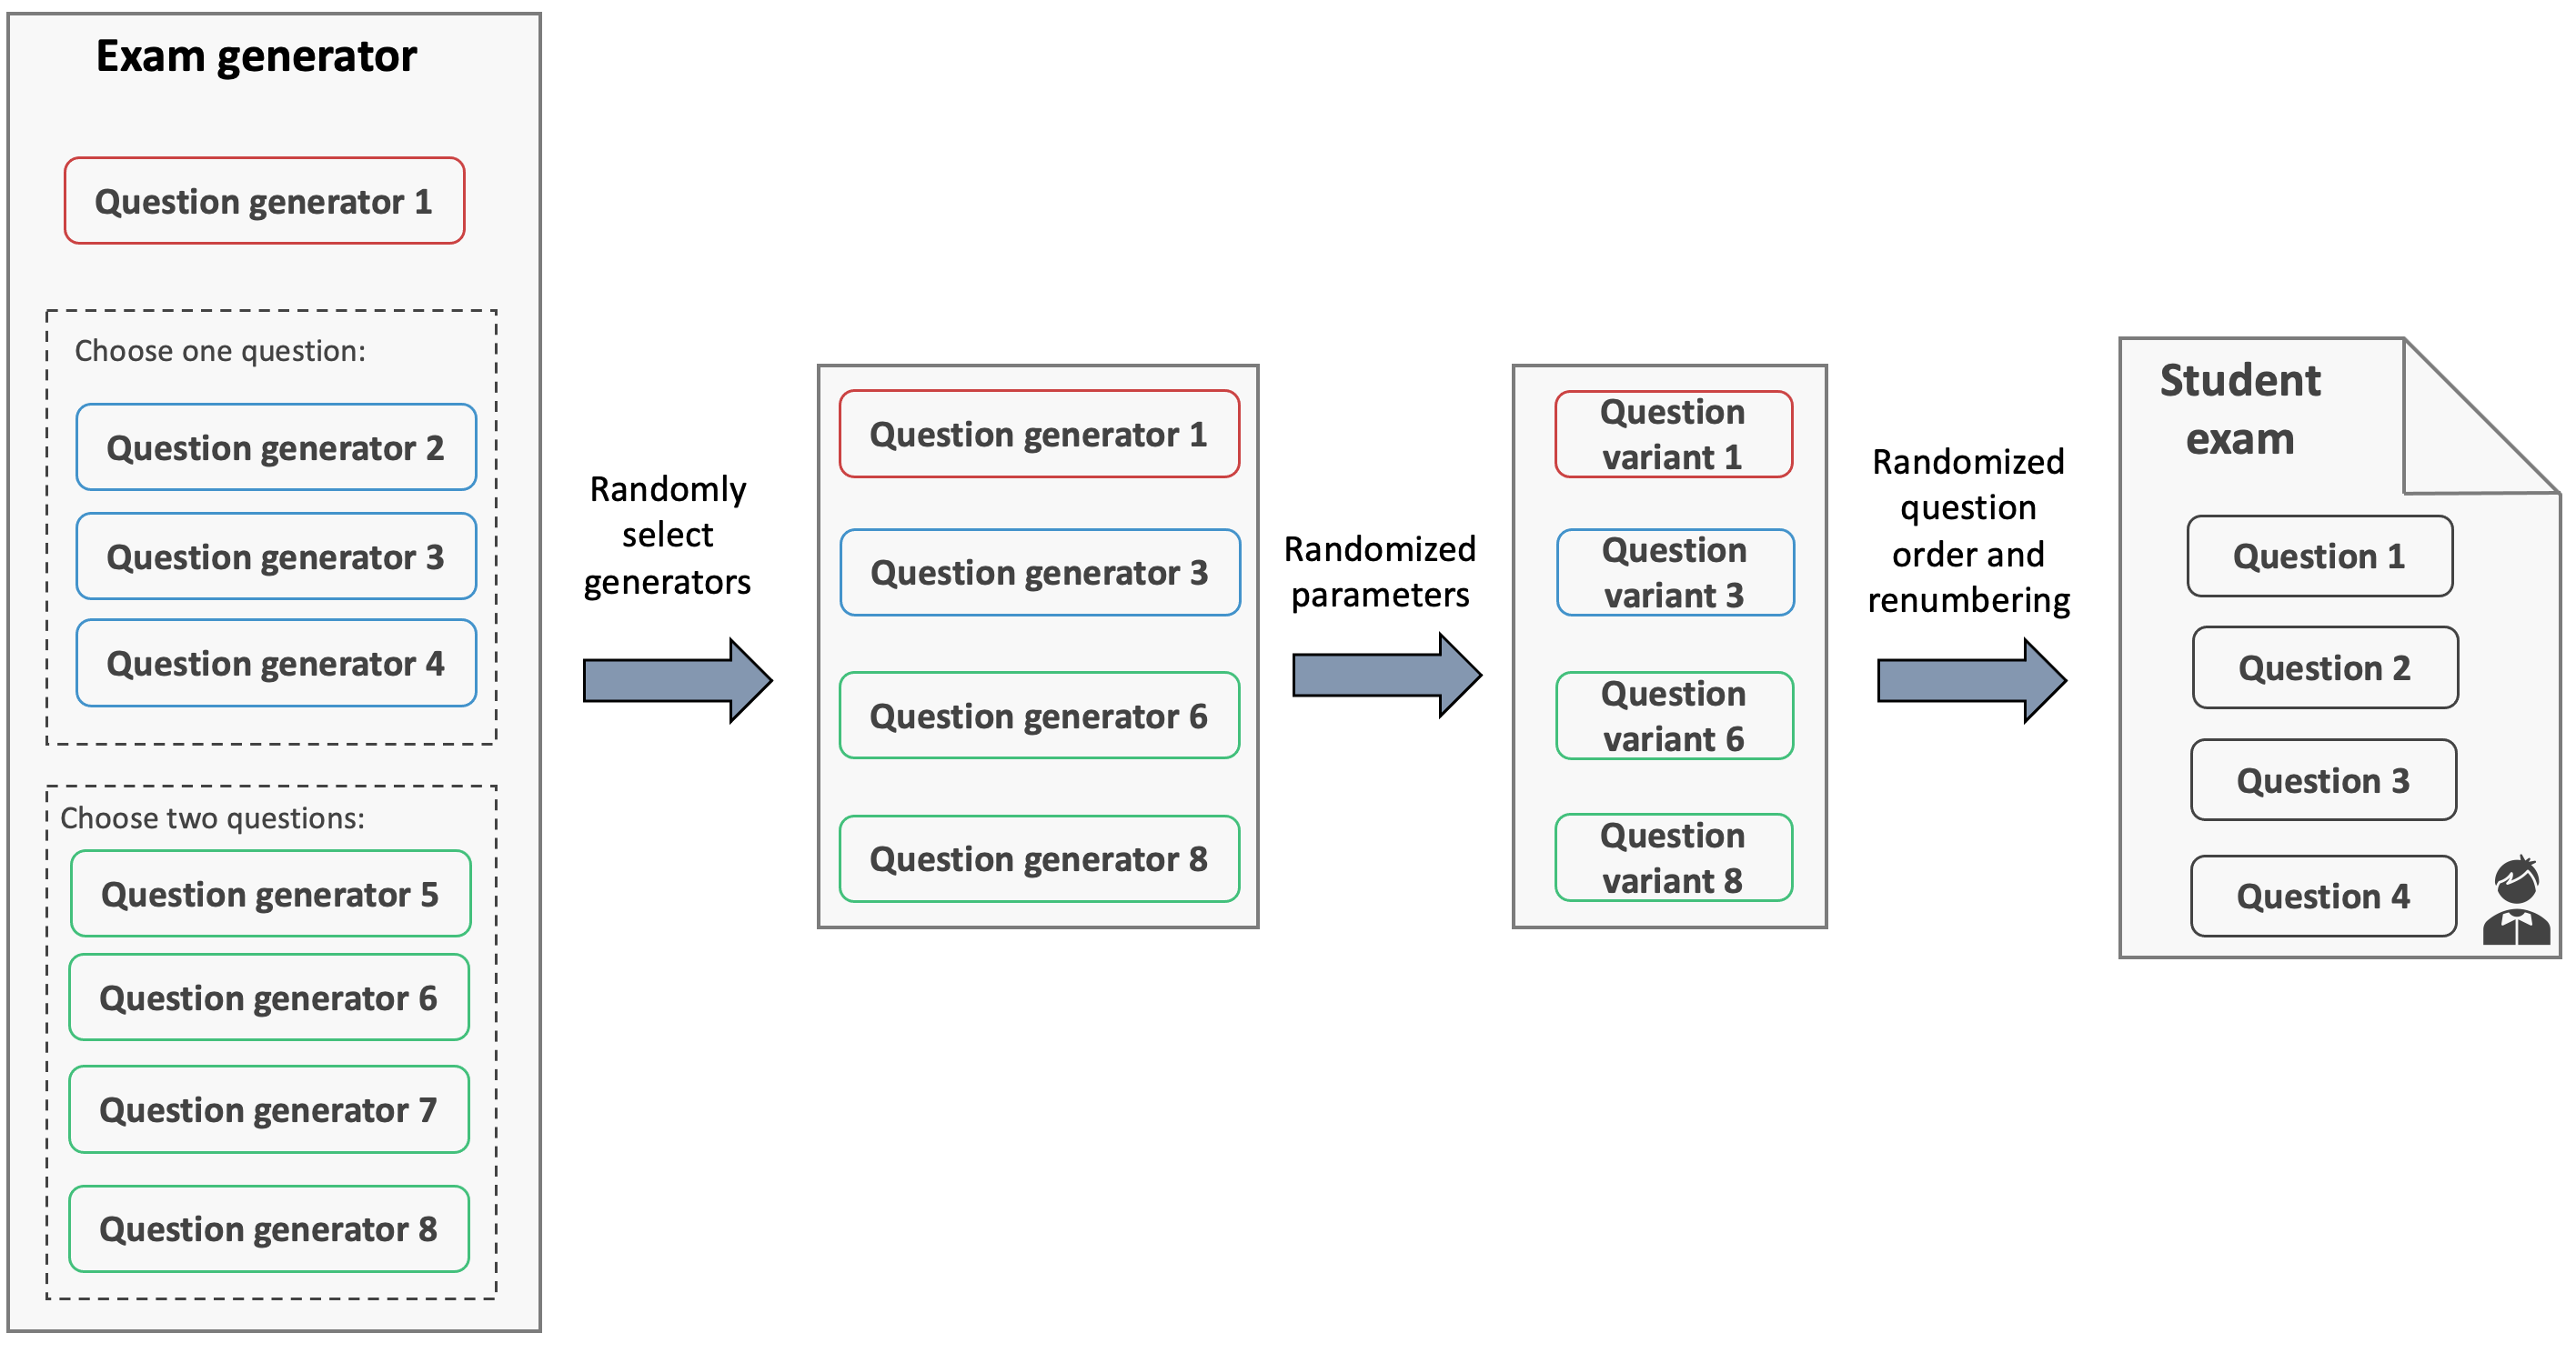 Exam generator
Question generator 1
Choose one question:
Question generator 2
Question generator 3
Question generator 4
Choose two questions:
Question generator 5
Question generator 6
Question generator 7
Question generator 8
Randomly
select
generators
Question generator 1
Question generator 3
Question generator 6
Question generator 8
Randomized
parameters
Question
variant 1
Question
variant 3
Question
variant 6
Question
variant 8
Randomized
question
order and
renumbering
Student
exam
Question 1
Question 2
Question 3
Question 4